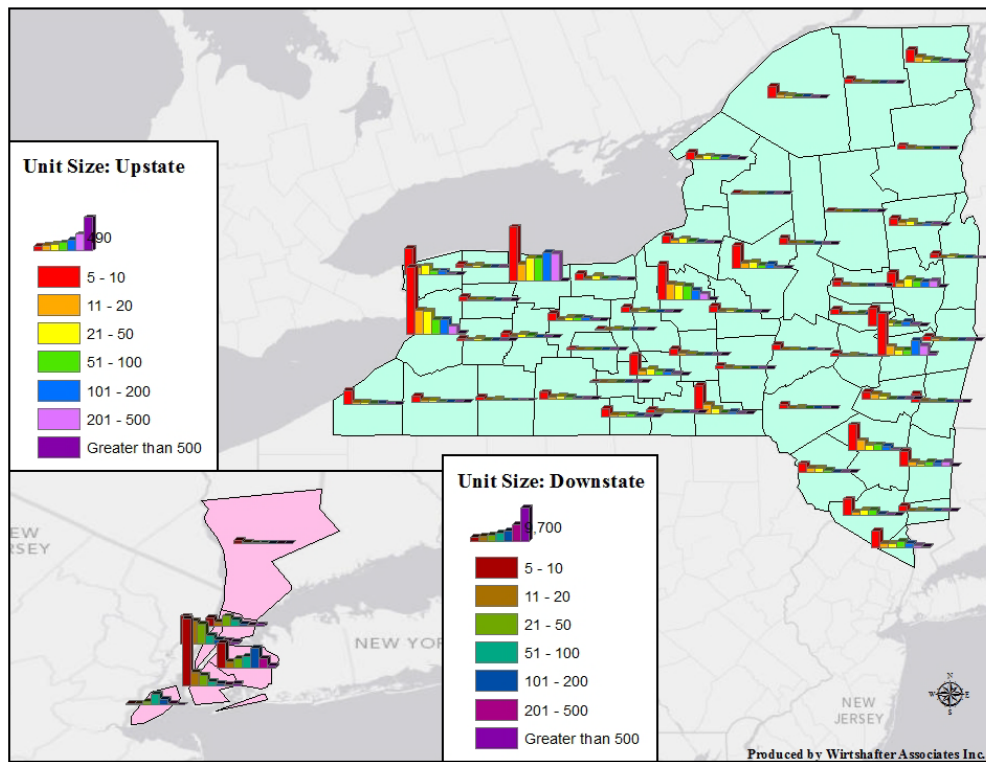 Unit Size: Upstate
490
5 - 10
11 - 20
21 - 50
51 - 100
101 - 200
201 - 500
Greater than 500
Unit Size: Downstate
9,700
5 - 10
11 - 20
21 - 50
51 - 100
101 - 200
201 - 500
Greater than 500
NEW
JERSEY
NEW YOR
NEW
JERSEY
N
W E
S
Produced by Wirtshafter Associates Inc.